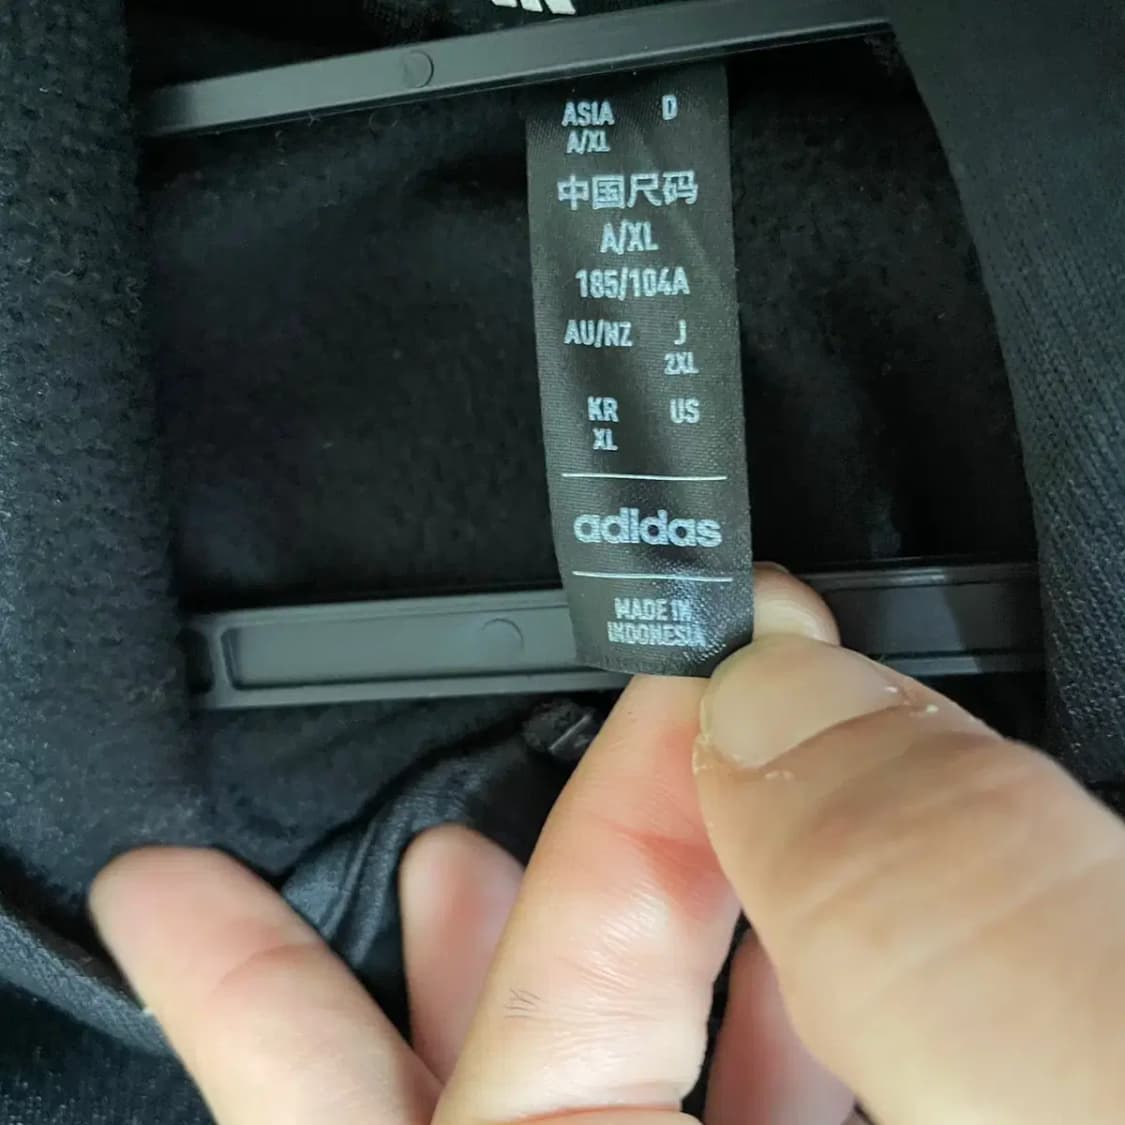 ASIA D
A/XL
中国尺码
A/XL
185/104A
AU/NZ J
2XL
KR US
XL
adidas
MADE IN
INDONESIA